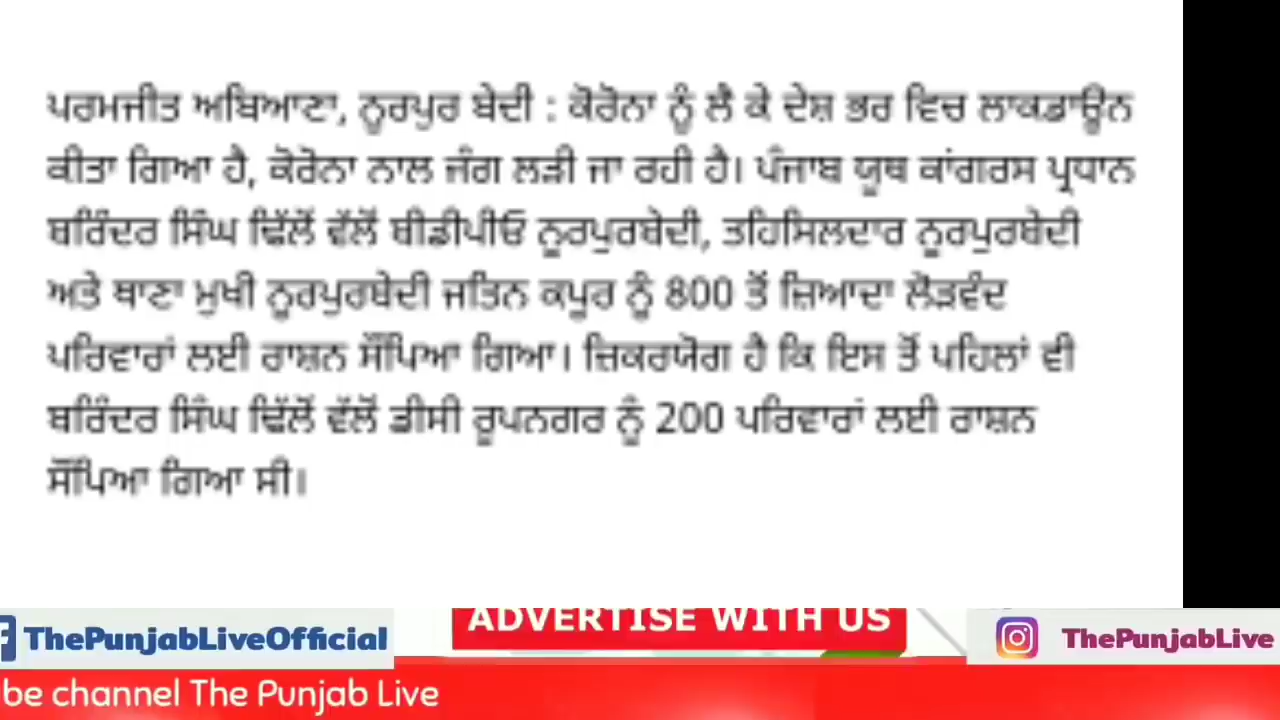 ਪਰਮਜੀਤ ਅਬਿਆਣਾ, ਨੂਰਪੁਰ ਬੇਦੀ : ਕੋਰੋਨਾ ਨੂੰ ਲੈ ਕੇ ਦੇਸ਼ ਭਰ ਵਿਚ ਲਾਕਡਾਊਨ
ਕੀਤਾ ਗਿਆ ਹੈ, ਕੋਰੋਨਾ ਨਾਲ ਜੰਗ ਲੜੀ ਜਾ ਰਹੀ ਹੈ। ਪੰਜਾਬ ਯੂਥ ਕਾਂਗਰਸ ਪ੍ਰਧਾਨ
ਬਰਿੰਦਰ ਸਿੰਘ ਢਿੱਲੋਂ ਵੱਲੋਂ ਬੀਡੀਪੀਓ ਨੂਰਪੁਰਬੇਦੀ, ਤਹਿਸਿਲਦਾਰ ਨੂਰਪੁਰਬੇਦੀ
ਅਤੇ ਥਾਣਾ ਮੁਖੀ ਨੂਰਪੁਰਬੇਦੀ ਜਤਿਨ ਕਪੂਰ ਨੂੰ 800 ਤੋਂ ਜ਼ਿਆਦਾ ਲੋੜਵੰਦ
ਪਰਿਵਾਰਾਂ ਲਈ ਰਾਸ਼ਨ ਸੌਂਪਿਆ ਗਿਆ। ਜ਼ਿਕਰਯੋਗ ਹੈ ਕਿ ਇਸ ਤੋਂ ਪਹਿਲਾਂ ਵੀ
ਬਰਿੰਦਰ ਸਿੰਘ ਢਿੱਲੋਂ ਵੱਲੋਂ ਡੀਸੀ ਰੂਪਨਗਰ ਨੂੰ 200 ਪਰਿਵਾਰਾਂ ਲਈ ਰਾਸ਼ਨ
ਸੌਂਪਿਆ ਗਿਆ ਸੀ।
ThePunjabLiveOfficial
ADVERTISE WITH US
ThePunjabLive
be channel The Punjab Live